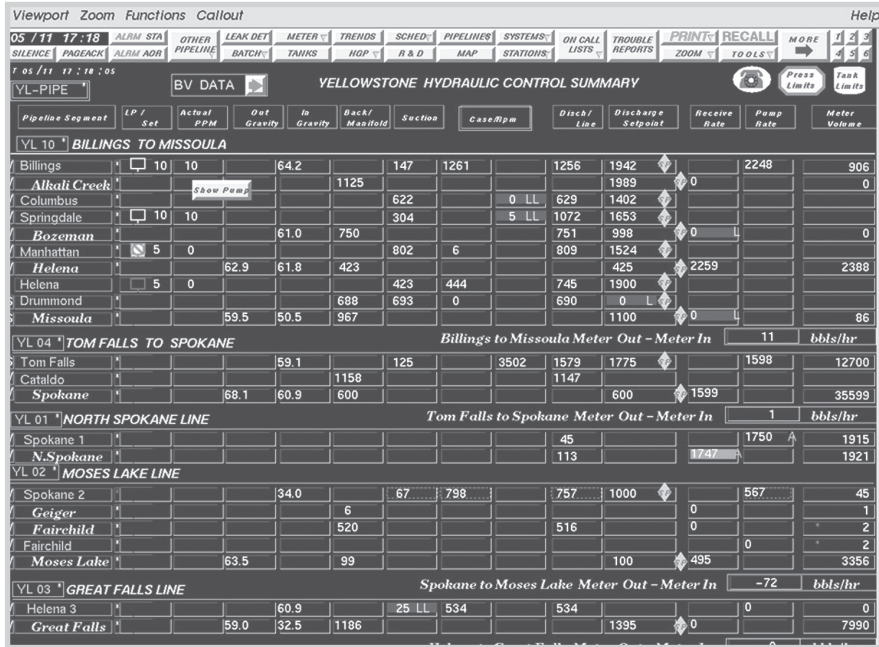 Viewport Zoom Functions Callout Help
05 /11 17:18 ALRM STA OTHER PIPELINE LEAK DET METER TRENDS SCHED PIPELINES SYSTEMS ON CALL LISTS TROUBLE REPORTS PRINT RECALL MORE 1 2 3
SILENCE PAGEACK ALRM AOR BATCH TANKS HGP R & D MAP STATIONS ZOOM TOOLS 4 5 6
T 05/11 17:18:05
YL-PIPE BV DATA YELLOWSTONE HYDRAULIC CONTROL SUMMARY Press Limits Tank Limits
Pipeline Segment LP / Set Actual PPM Out Gravity In Gravity Back/ Manifold Suction Case/Rpm Disch/ Line Discharge Setpoint Receive Rate Pump Rate Meter Volume
YL 10 BILLINGS TO MISSOULA
Billings 10 10 64.2 147 1261 1256 1942 2248 906
Alkali Creek Show Pump 1125 1989 0 0
Columbus 622 0 LL 629 1402
Springdale 10 10 304 5 LL 1072 1653
Bozeman 61.0 750 751 998 0 L 0
Manhattan 5 0 802 6 809 1524
Helena 62.9 61.8 423 425 2259 2388
Helena 5 0 423 444 745 1900
Drummond 688 693 0 690 0 L
Missoula 59.5 50.5 967 1100 0 L 86
YL 04 TOM FALLS TO SPOKANE Billings to Missoula Meter Out - Meter In 11 bbls/hr
Tom Falls 59.1 125 3502 1579 1775 1598 12700
Cataldo 1158 1147
Spokane 68.1 60.9 600 600 1599 35599
YL 01 NORTH SPOKANE LINE Tom Falls to Spokane Meter Out - Meter In 1 bbls/hr
Spokane 1 45 1750 A 1915
N.Spokane 113 1747 A 1921
YL 02 MOSES LAKE LINE
Spokane 2 34.0 67 798 757 1000 567 45
Geiger 6 0 1
Fairchild 520 516 0 2
Fairchild 0 2
Moses Lake 63.5 99 100 495 3356
YL 03 GREAT FALLS LINE Spokane to Moses Lake Meter Out - Meter In -72 bbls/hr
Helena 3 60.9 25 LL 534 534 0 0
Great Falls 59.0 32.5 1186 1395 0 7990